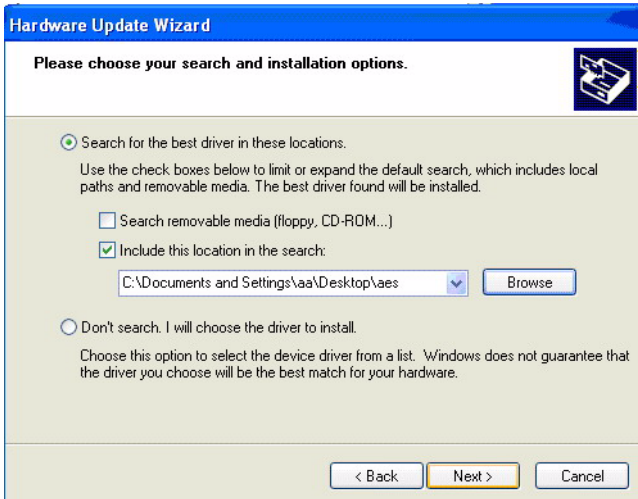 Hardware Update Wizard
Please choose your search and installation options.
Search for the best driver in these locations.
Use the check boxes below to limit or expand the default search, which includes local
paths and removable media. The best driver found will be installed.
Search removable media (floppy, CD-ROM...)
Include this location in the search:
C:\Documents and Settings\aa\Desktop\aes
Browse
Don't search. I will choose the driver to install.
Choose this option to select the device driver from a list. Windows does not guarantee that
the driver you choose will be the best match for your hardware.
< Back Next > Cancel